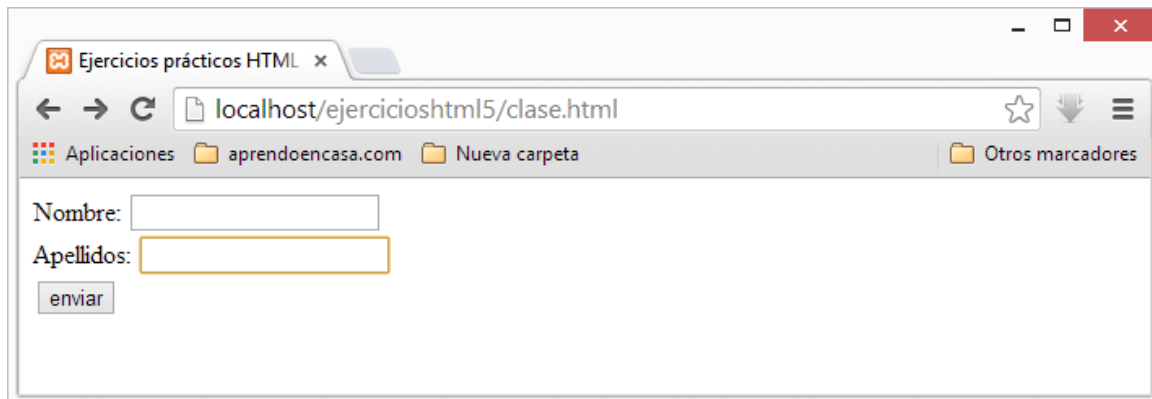 Ejercicios prácticos HTML
localhost/ejercicioshtml5/clase.html
Aplicaciones aprendoencasa.com Nueva carpeta Otros marcadores
Nombre:
Apellidos:
enviar